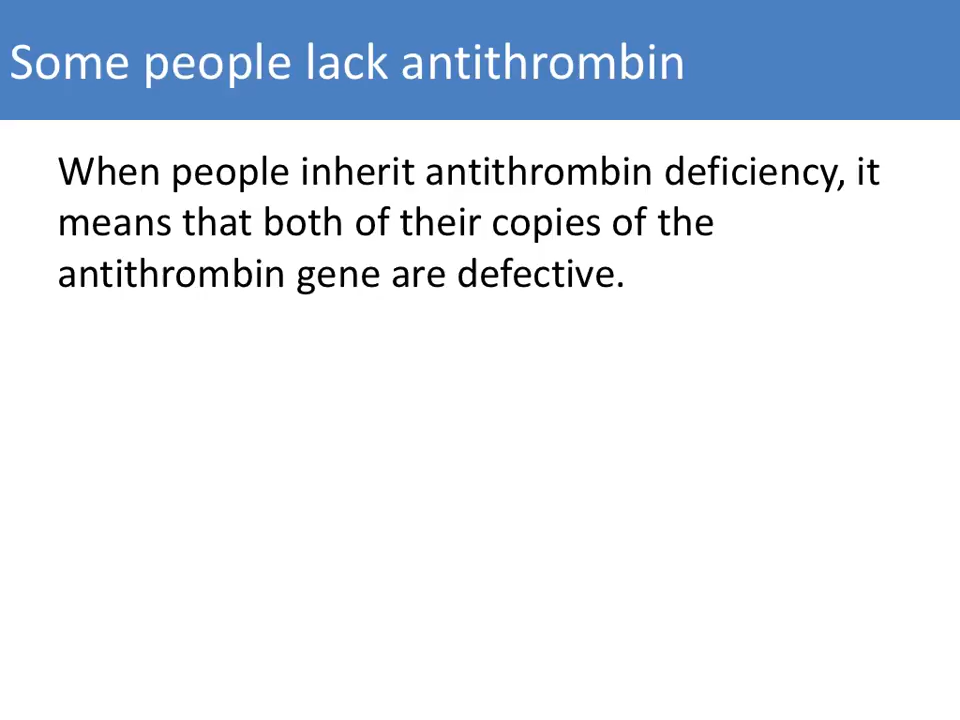 Some people lack antithrombin
When people inherit antithrombin deficiency, it
means that both of their copies of the
antithrombin gene are defective.